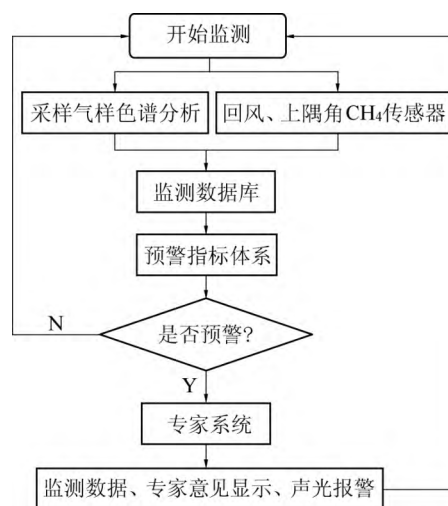 开始监测
采样气样色谱分析
回风、上隅角CH₄传感器
监测数据库
预警指标体系
是否预警?
N
Y
专家系统
监测数据、专家意见显示、声光报警